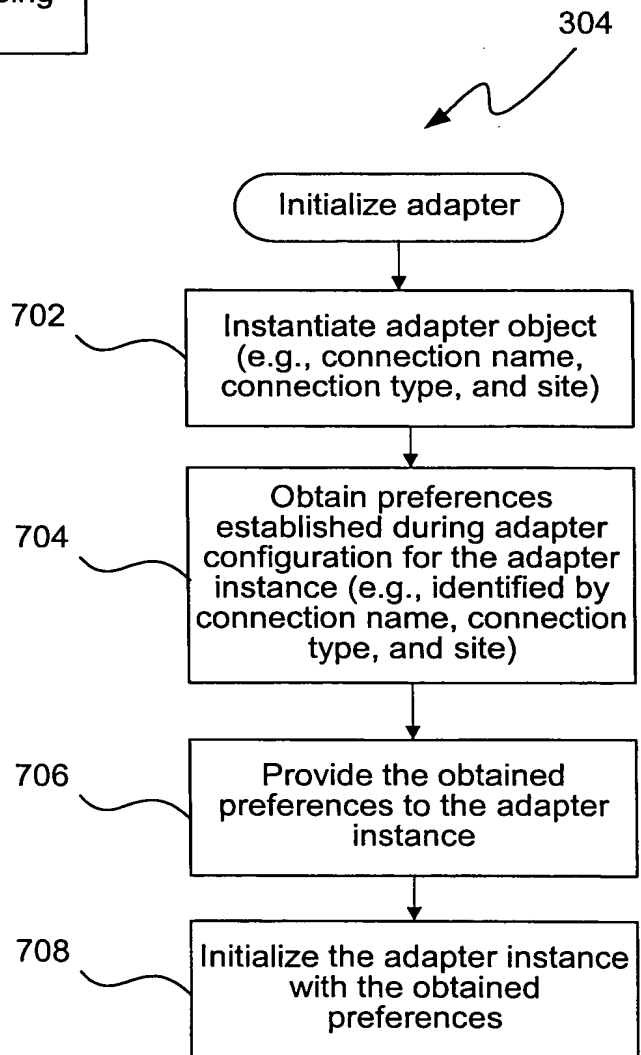 304
Initialize adapter
702
Instantiate adapter object
(e.g., connection name,
connection type, and site)
704
Obtain preferences
established during adapter
configuration for the adapter
instance (e.g., identified by
connection name, connection
type, and site)
706
Provide the obtained
preferences to the adapter
instance
708
Initialize the adapter instance
with the obtained
preferences